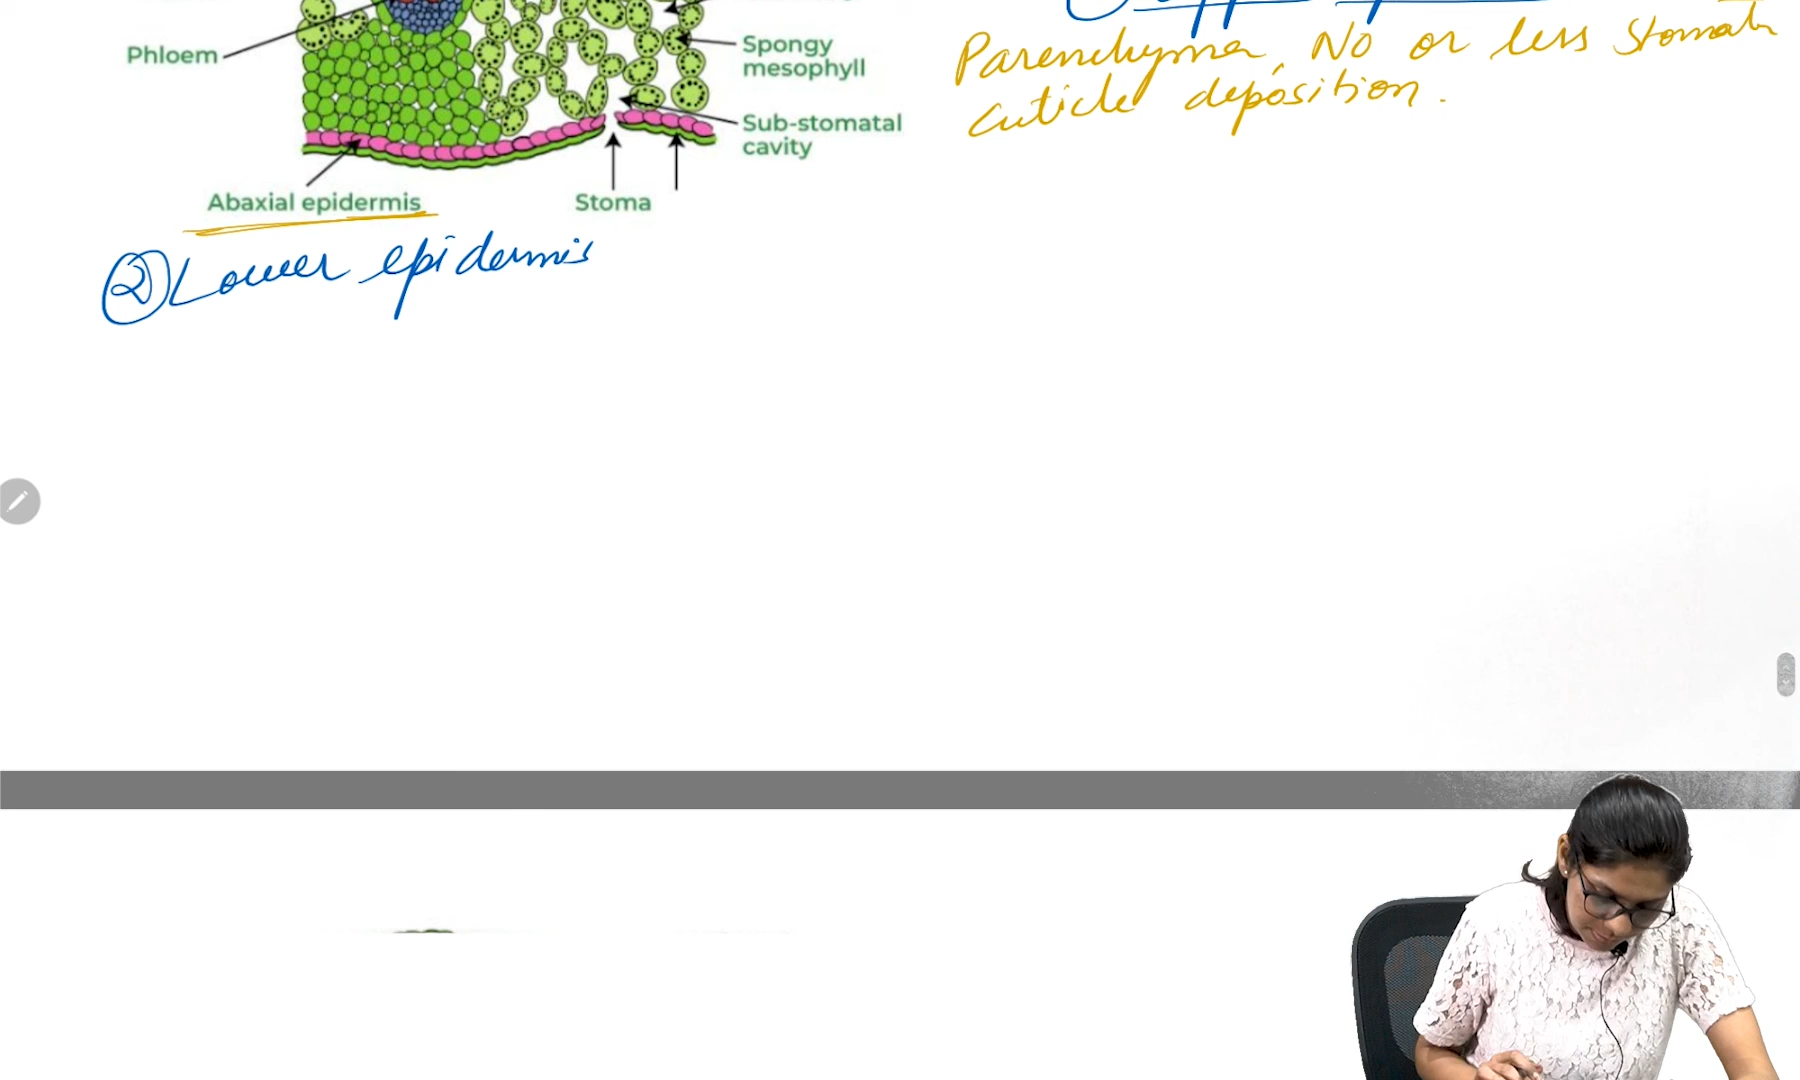 Phloem
Spongy
mesophyll
Sub-stomatal
cavity
Abaxial epidermis
Stoma
Parenchyma, No or less stomata
cuticle deposition.
② Lower epidermis